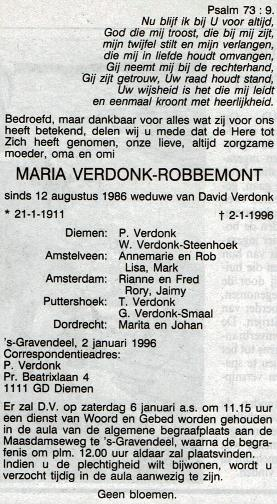 Psalm 73 : 9.
Nu blijf ik bij U voor altijd,
God die mij troost, die bij mij zijt,
mijn twijfel stilt en mijn verlangen,
die mij in liefde houdt omvangen,
Gij neemt mij bij de rechterhand,
Gij zijt getrouw, Uw raad houdt stand,
Uw wijsheid is het die mij leidt
en eenmaal kroont met heerlijkheid.
Bedroefd, maar dankbaar voor alles wat zij voor ons
heeft betekend, delen wij u mede dat de Here tot
Zich heeft genomen, onze lieve, altijd zorgzame
moeder, oma en omi
MARIA VERDONK-ROBBEMONT
sinds 12 augustus 1986 weduwe van David Verdonk
* 21-1-1911 † 2-1-1996
Diemen: P. Verdonk
W. Verdonk-Steenhoek
Amstelveen: Annemarie en Rob
Lisa, Mark
Amsterdam: Rianne en Fred
Rory, Jaimy
Puttershoek: T. Verdonk
G. Verdonk-Smaal
Dordrecht: Marita en Johan
's-Gravendeel, 2 januari 1996
Correspondentieadres:
P. Verdonk
Pr. Beatrixlaan 4
1111 GD Diemen
Er zal D.V. op zaterdag 6 januari a.s. om 11.15 uur
een dienst van Woord en Gebed worden gehouden
in de aula van de algemene begraafplaats aan de
Maasdamseweg te 's-Gravendeel, waarna de begra-
fenis om plm. 12.00 uur aldaar zal plaatsvinden.
Indien u de plechtigheid wilt bijwonen, wordt u
verzocht tijdig in de aula aanwezig te zijn.
Geen bloemen.